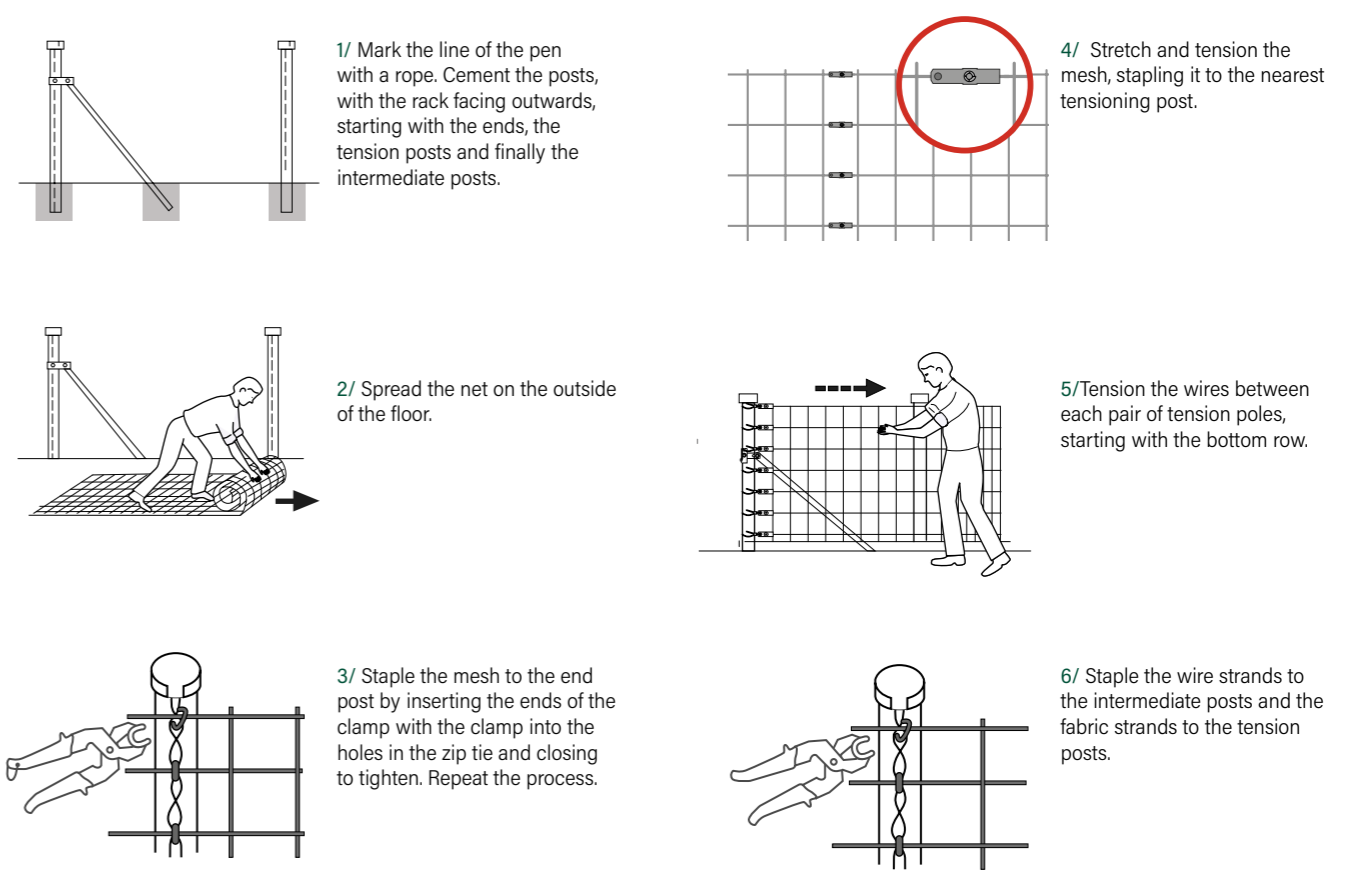 1/ Mark the line of the pen
with a rope. Cement the posts,
with the rack facing outwards,
starting with the ends, the
tension posts and finally the
intermediate posts.
2/ Spread the net on the outside
of the floor.
3/ Staple the mesh to the end
post by inserting the ends of the
clamp with the clamp into the
holes in the zip tie and closing
to tighten. Repeat the process.
4/ Stretch and tension the
mesh, stapling it to the nearest
tensioning post.
5/Tension the wires between
each pair of tension poles,
starting with the bottom row.
6/ Staple the wire strands to
the intermediate posts and the
fabric strands to the tension
posts.